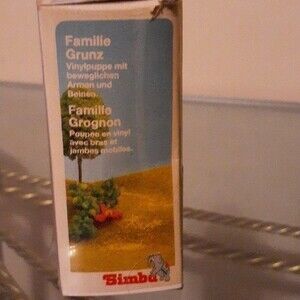 Familie
Grunz
Vinylpuppe mit
beweglichen
Armen und
Beinen.
Famille
Grognon
Poupée en vinyl
avec bras et
jambes mobiles.
Simba